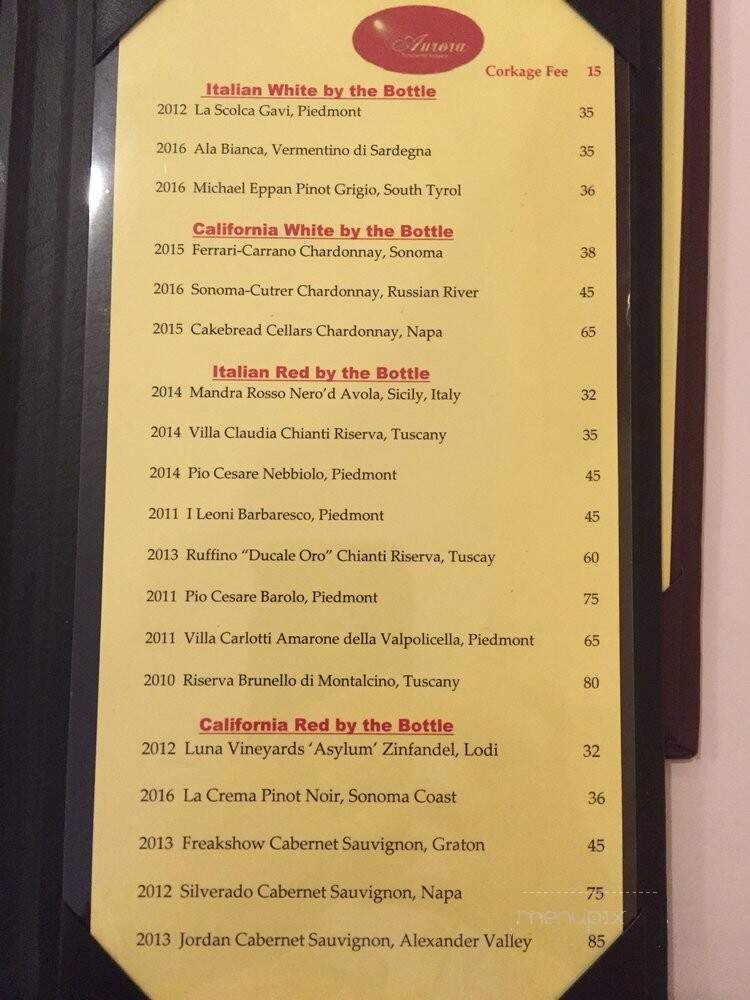 Aurora
Corkage Fee 15
Italian White by the Bottle
2012 La Scolca Gavi, Piedmont 35
2016 Ala Bianca, Vermentino di Sardegna 35
2016 Michael Eppan Pinot Grigio, South Tyrol 36
California White by the Bottle
2015 Ferrari-Carrano Chardonnay, Sonoma 38
2016 Sonoma-Cutrer Chardonnay, Russian River 45
2015 Cakebread Cellars Chardonnay, Napa 65
Italian Red by the Bottle
2014 Mandra Rosso Nero'd Avola, Sicily, Italy 32
2014 Villa Claudia Chianti Riserva, Tuscany 35
2014 Pio Cesare Nebbiolo, Piedmont 45
2011 I Leoni Barbaresco, Piedmont 45
2013 Ruffino “Ducale Oro” Chianti Riserva, Tuscay 60
2011 Pio Cesare Barolo, Piedmont 75
2011 Villa Carlotti Amarone della Valpolicella, Piedmont 65
2010 Riserva Brunello di Montalcino, Tuscany 80
California Red by the Bottle
2012 Luna Vineyards ‘Asylum’ Zinfandel, Lodi 32
2016 La Crema Pinot Noir, Sonoma Coast 36
2013 Freakshow Cabernet Sauvignon, Graton 45
2012 Silverado Cabernet Sauvignon, Napa 75
menupix
2013 Jordan Cabernet Sauvignon, Alexander Valley 85